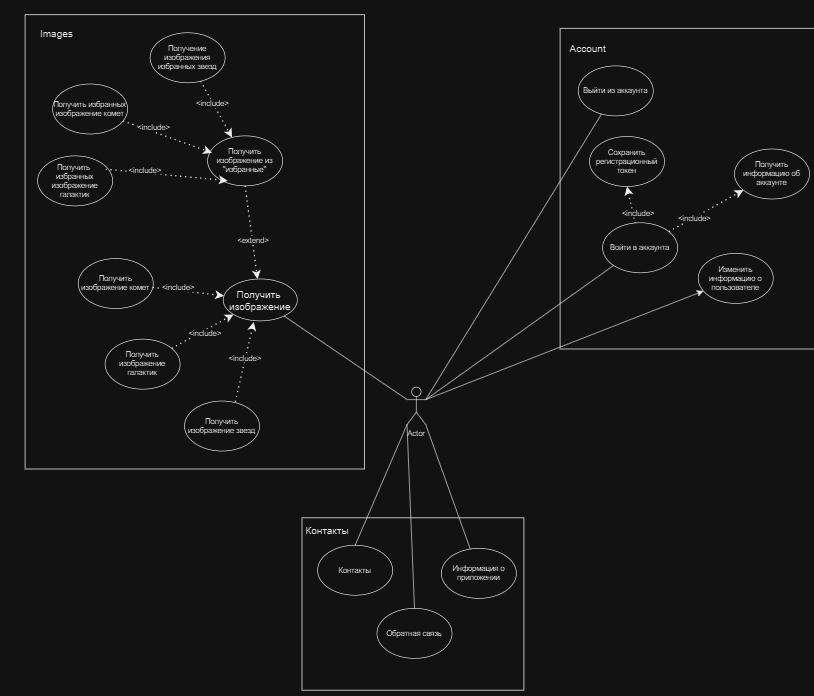 Images
Получение
изображения
избранных звезд
Получить избранных
изображение комет
<include>
<include>
Получить
избранных
изображение
галактик
<include>
Получить
изображение из
"избранные"
<extend>
Получить
изображение комет
<include>
Получить
изображение
<include>
Получить
изображение
галактик
<include>
Получить
изображение звезд
Account
Выйти из аккаунта
Сохранить
регистрационный
токен
Получить
информацию об
аккаунте
<include>
<include>
Войти в аккаунта
Изменить
информацию о
пользователе
Actor
Контакты
Контакты
Информация о
приложении
Обратная связь